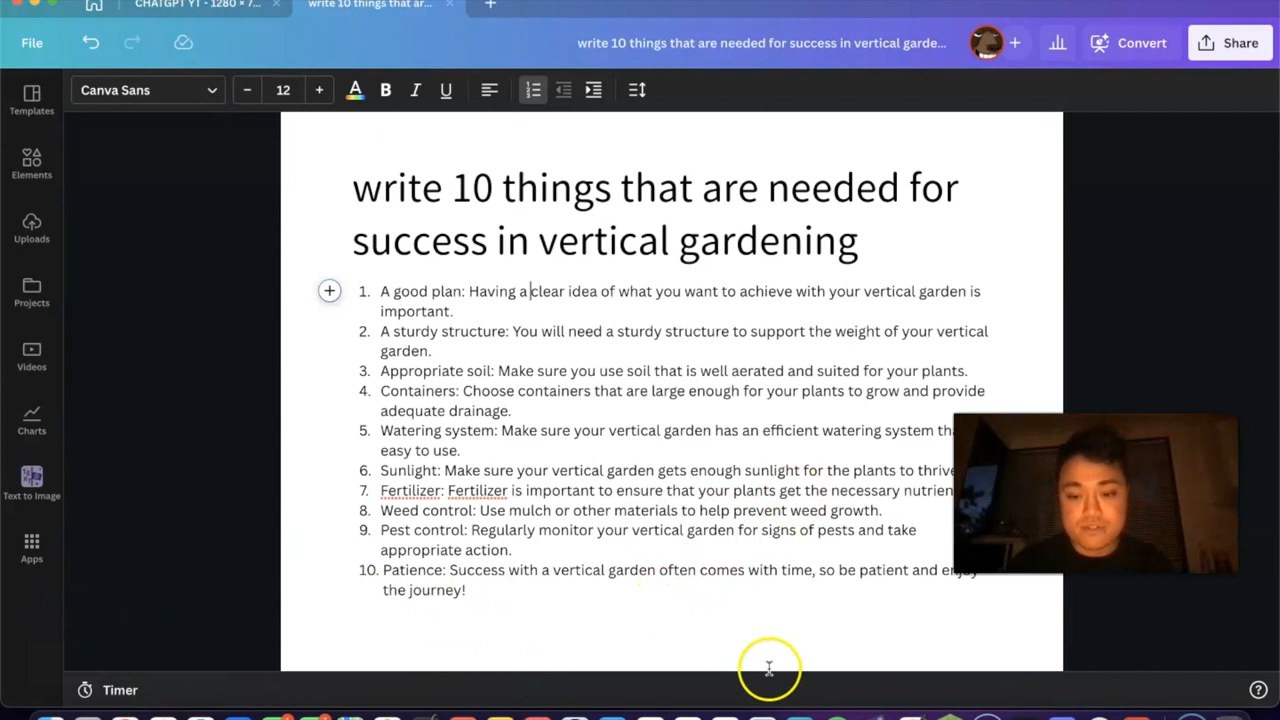 CHATGPT YT - 1280 × 7...
write 10 things that ar...
File
write 10 things that are needed for success in vertical garde...
Convert
Share
Canva Sans
12
A
B
I
U
Templates
Elements
Uploads
Projects
Videos
Charts
Text to Image
Apps
write 10 things that are needed for
success in vertical gardening
1. A good plan: Having a clear idea of what you want to achieve with your vertical garden is
important.
2. A sturdy structure: You will need a sturdy structure to support the weight of your vertical
garden.
3. Appropriate soil: Make sure you use soil that is well aerated and suited for your plants.
4. Containers: Choose containers that are large enough for your plants to grow and provide
adequate drainage.
5. Watering system: Make sure your vertical garden has an efficient watering system
easy to use.
6. Sunlight: Make sure your vertical garden gets enough sunlight for the plants to thrive
7. Fertilizer: Fertilizer is important to ensure that your plants get the necessary
8. Weed control: Use mulch or other materials to help prevent weed growth.
9. Pest control: Regularly monitor your vertical garden for signs of pests and take
appropriate action.
10. Patience: Success with a vertical garden often comes with time, so be patient and enjoy
the journey!
Timer